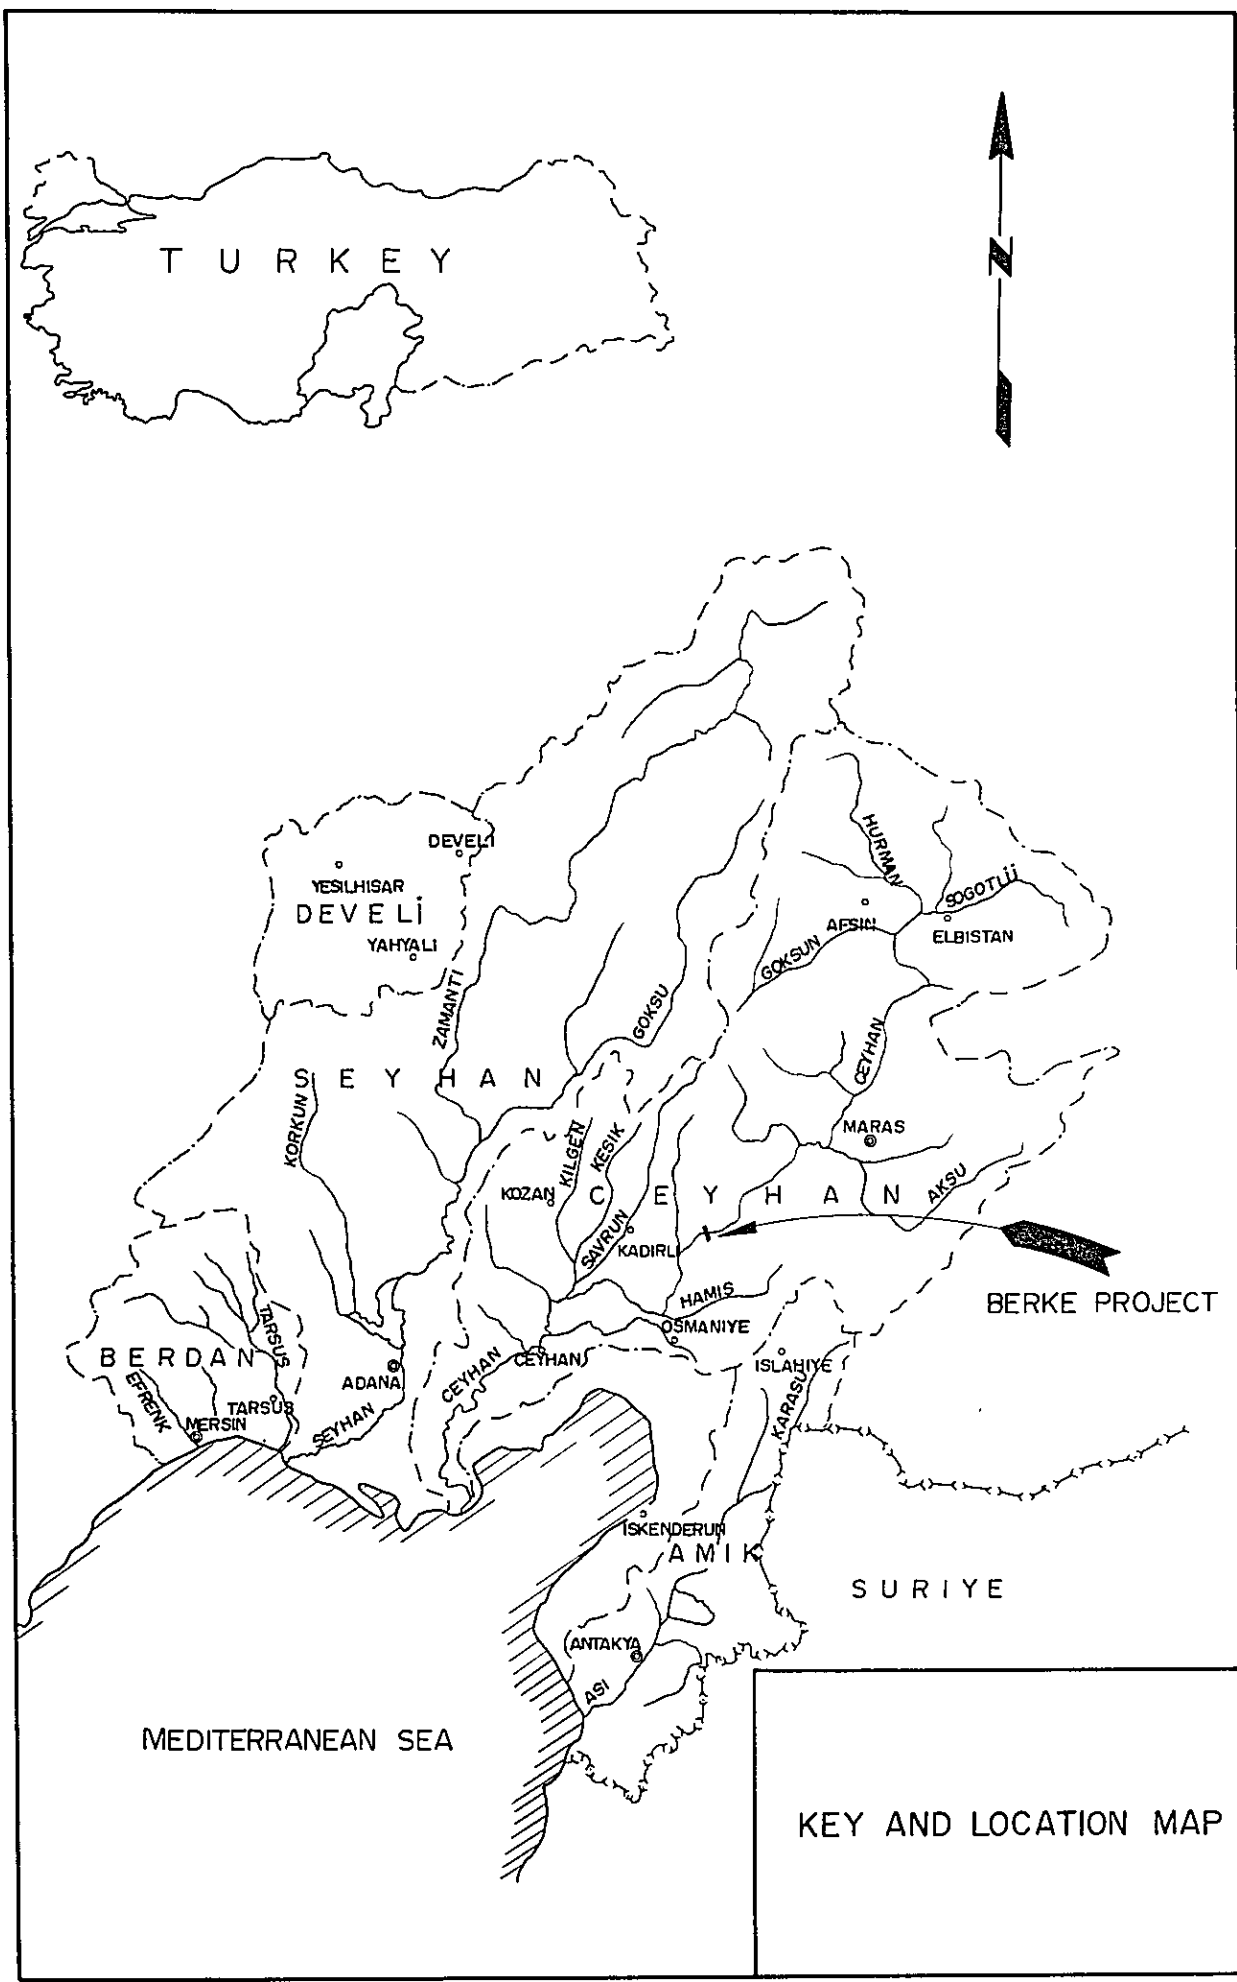 N
TURKEY
HURMAN
DEVELI
YESILHISAR
DEVELİ
SOGOTLÜ
AFSIN
ELBISTAN
YAHYALI
GOKSUN
ZAMANTI
GOKSU
CEYHAN
SEYHAN
KORKUN
MARAS
KILGEN
KESIK
KOZAN
CEYHAN
AKSU
SAVRUN
KADIRLI
HAMIS
BERKE PROJECT
OSMANIYE
TARSUS
BERDAN
CEYHAN
CEYHAN
ISLAHIYE
ADANA
EFRENK
TARSUS
KARASU
MERSIN
SEYHAN
İSKENDERUN
AMIK
SURIYE
ANTAKYA
ASI
MEDITERRANEAN SEA
KEY AND LOCATION MAP